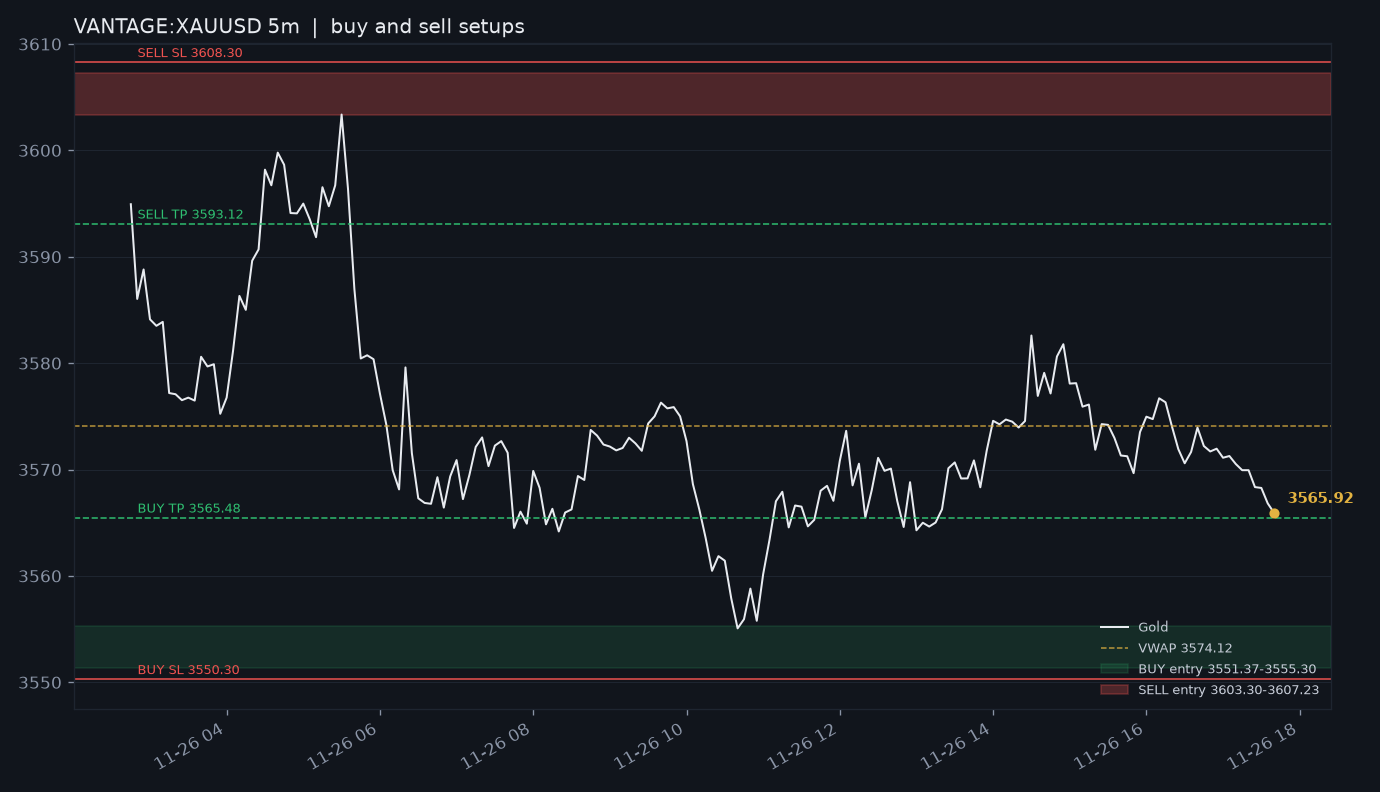 VANTAGE:XAUUSD 5m | buy and sell setups
3610
SELL SL 3608.30
3600
SELL TP 3593.12
3590
3580
3570
BUY TP 3565.48
3565.92
3560
BUY SL 3550.30
3550
Gold
VWAP 3574.12
BUY entry 3551.37-3555.30
SELL entry 3603.30-3607.23
11-26 04
11-26 06
11-26 08
11-26 10
11-26 12
11-26 14
11-26 16
11-26 18